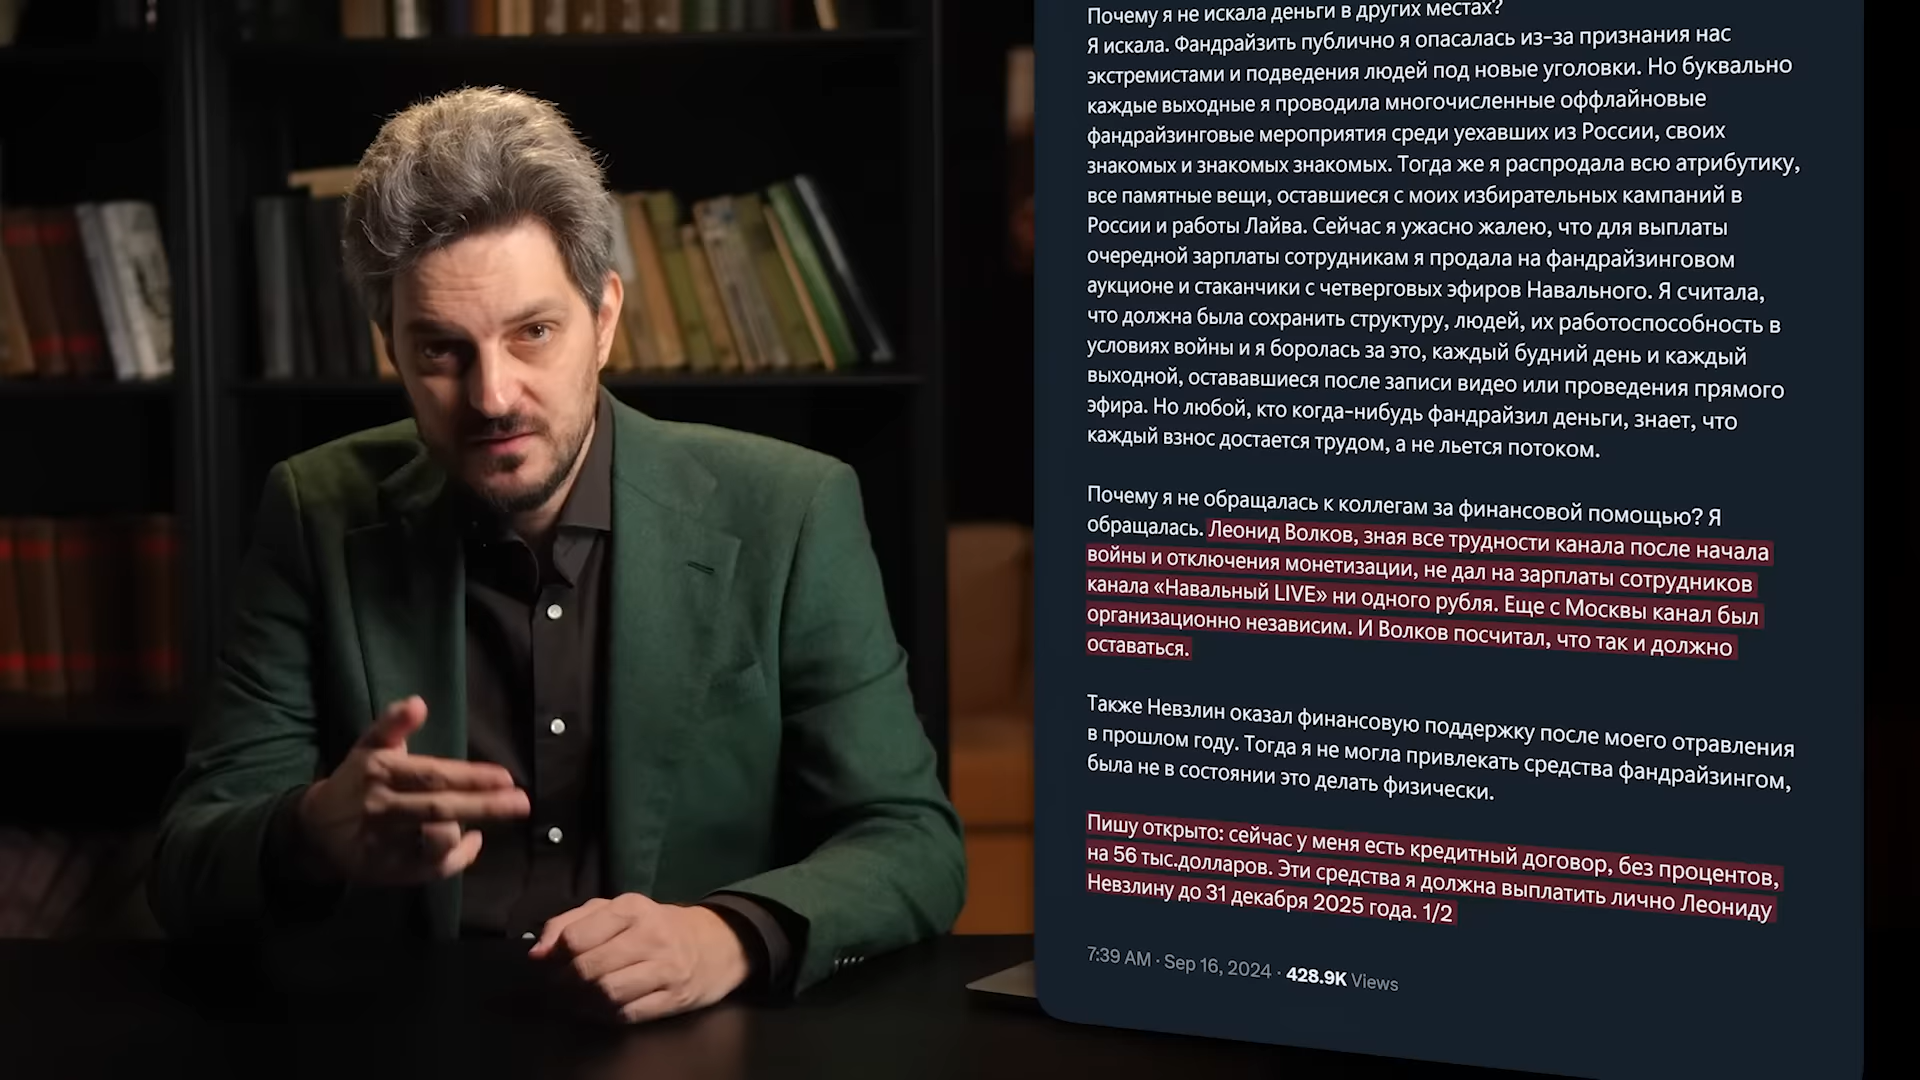 Почему я не искала деньги в других местах?
Я искала. Фандрайзить публично я опасалась из-за признания нас
экстремистами и подведения людей под новые уголовки. Но буквально
каждые выходные я проводила многочисленные оффлайновые
фандрайзинговые мероприятия среди уехавших из России, своих
знакомых и знакомых знакомых. Тогда же я распродала всю атрибутику,
все памятные вещи, оставшиеся с моих избирательных кампаний в
России и работы Лайва. Сейчас я ужасно жалею, что для выплаты
очередной зарплаты сотрудникам я продала на фандрайзинговом
аукционе и стаканчики с четверговых эфиров Навального. Я считала,
что должна была сохранить структуру, людей, их работоспособность в
условиях войны и я боролась за это, каждый будний день и каждый
выходной, остававшиеся после записи видео или проведения прямого
эфира. Но любой, кто когда-нибудь фандрайзил деньги, знает, что
каждый взнос достается трудом, а не льется потоком.
Почему я не обращалась к коллегам за финансовой помощью? Я
обращалась. Леонид Волков, зная все трудности канала после начала
войны и отключения монетизации, не дал на зарплаты сотрудников
канала «Навальный LIVE» ни одного рубля. Еще с Москвы канал был
организационно независим. И Волков посчитал, что так и должно
оставаться.
Также Невзлин оказал финансовую поддержку после моего отравления
в прошлом году. Тогда я не могла привлекать средства фандрайзингом,
была не в состоянии это делать физически.
Пишу открыто: сейчас у меня есть кредитный договор, без процентов,
на 56 тыс.долларов. Эти средства я должна выплатить лично Леониду
Невзлину до 31 декабря 2025 года. 1/2
7:39 AM · Sep 16, 2024 · 428.9K Views